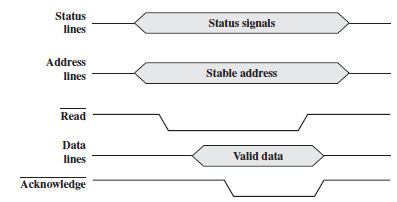 Status
lines
Status signals
Address
lines
Stable address
Read
Data
lines
Valid data
Acknowledge